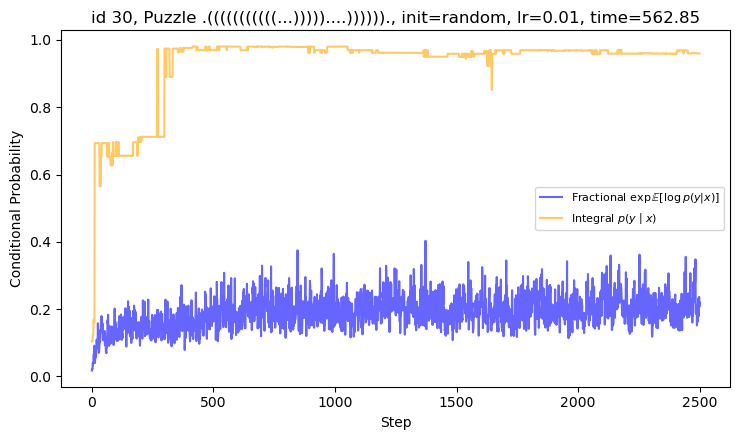 id 30, Puzzle .(((((((((((...)))))....))))))., init=random, lr=0.01, time=562.85
1.0
0.8
0.6
0.4
0.2
0.0
Conditional Probability
Fractional exp𝔼[log p(y|x)]
Integral p(y | x)
0 500 1000 1500 2000 2500
Step